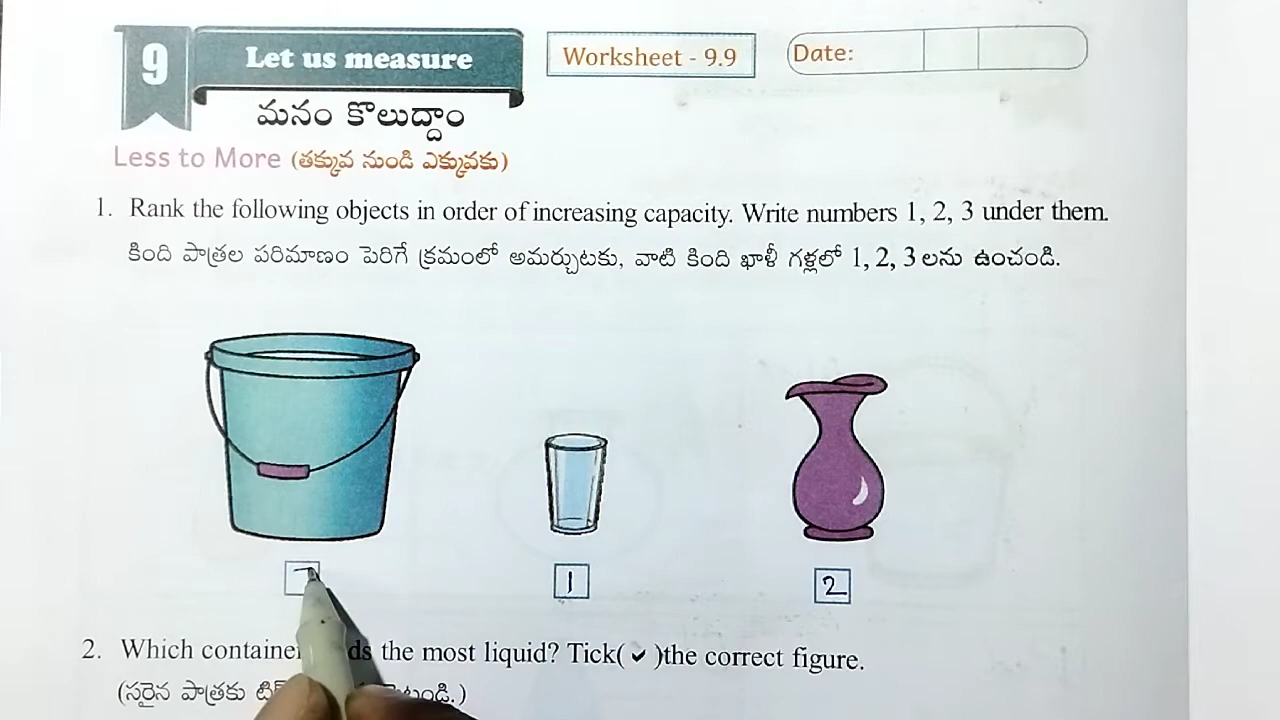 9 Let us measure Worksheet - 9.9 Date:
మనం కొలుద్దాం
Less to More (తక్కువ నుండి ఎక్కువకు)
1. Rank the following objects in order of increasing capacity. Write numbers 1, 2, 3 under them.
కింది పాత్రల పరిమాణం పెరిగే క్రమంలో అమర్చుటకు, వాటి కింది ఖాళీ గళ్లలో 1, 2, 3 లను ఉంచండి.
1 2
2. Which the most liquid? Tick( ✓ )the correct figure.
(సరైన పాత్రకు